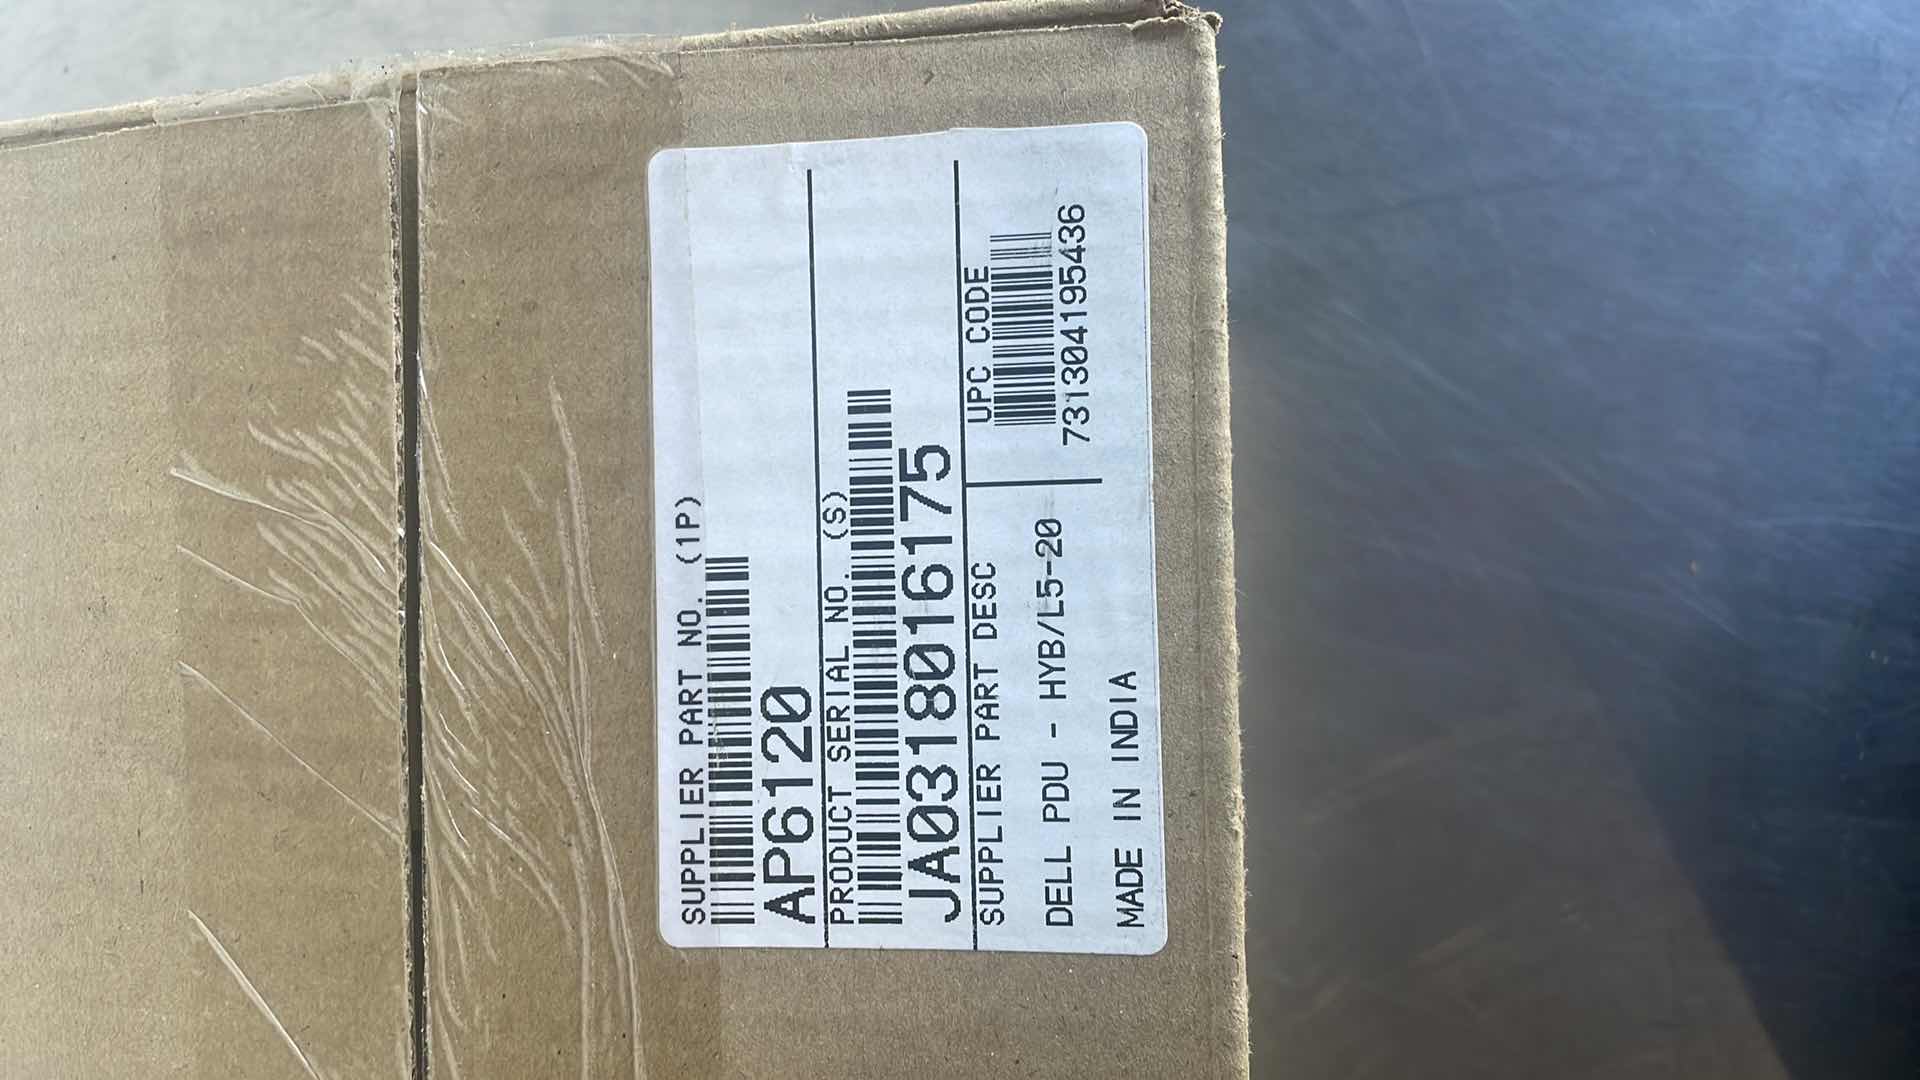 SUPPLIER PART NO. (1P)
AP6120
PRODUCT SERIAL NO. (S)
JA0318016175
SUPPLIER PART DESC
DELL PDU - HYB/L5-20
UPC CODE
731304195436
MADE IN INDIA